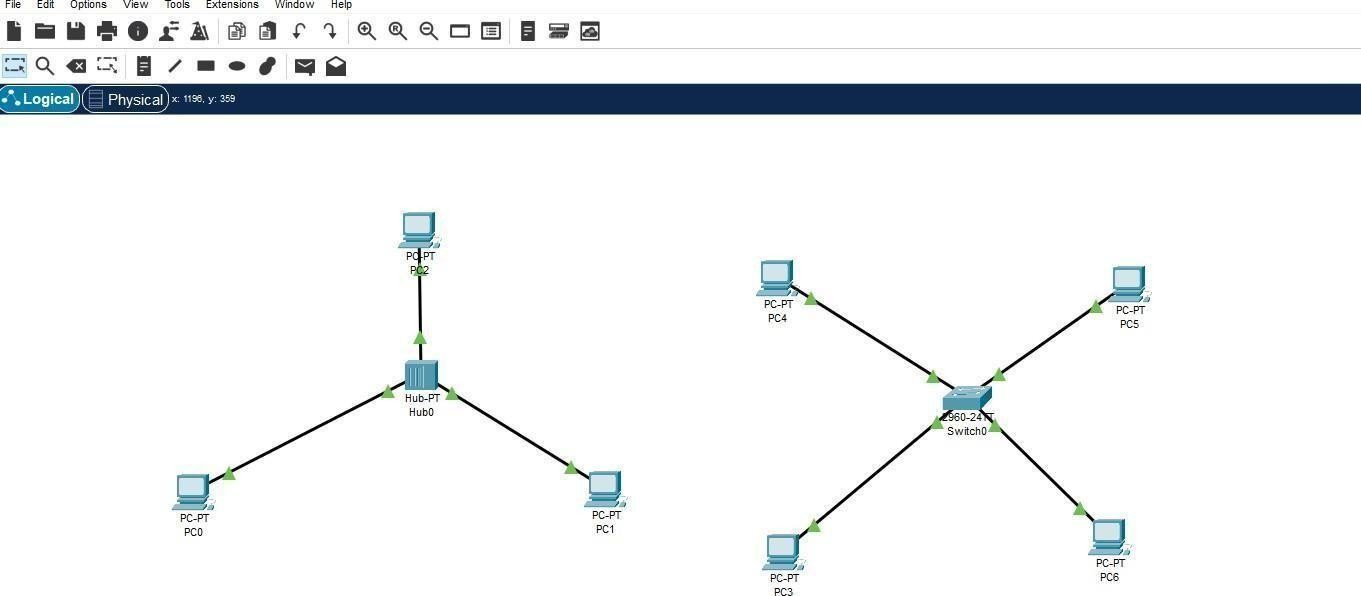 File Edit Options View Tools Extensions Window Help
Logical Physical x: 1196, y: 359
PC-PT
PC2
PC-PT
PC4
PC-PT
PC5
Hub-PT
Hub0
2960-24TT
Switch0
PC-PT
PC0
PC-PT
PC1
PC-PT
PC3
PC-PT
PC6